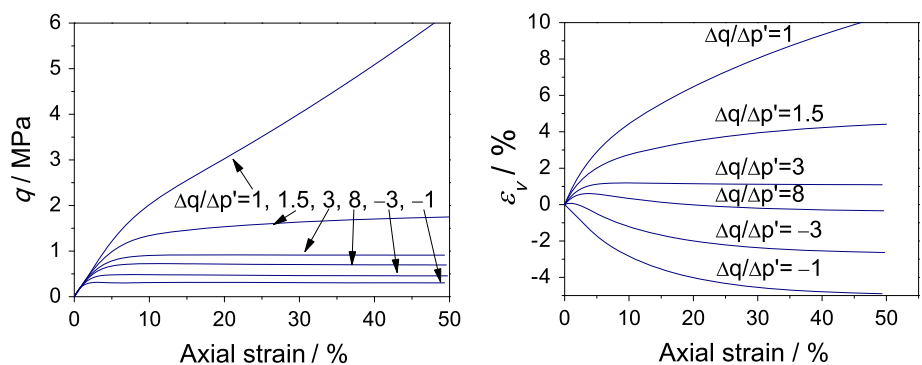 6
5
4
3
2
1
0
q / MPa
Δq/Δp'=1, 1.5, 3, 8, −3, −1
0 10 20 30 40 50
Axial strain / %
10
8
6
4
2
0
-2
-4
εv / %
Δq/Δp'=1
Δq/Δp'=1.5
Δq/Δp'=3
Δq/Δp'=8
Δq/Δp'= −3
Δq/Δp'= −1
0 10 20 30 40 50
Axial strain / %